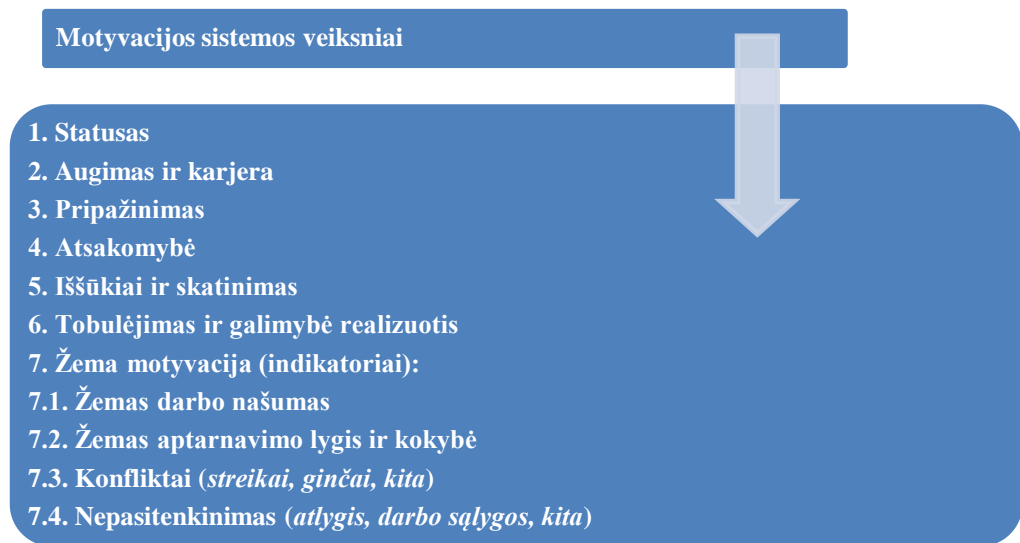 Motyvacijos sistemos veiksniai
1. Statusas
2. Augimas ir karjera
3. Pripažinimas
4. Atsakomybė
5. Iššūkiai ir skatinimas
6. Tobulėjimas ir galimybė realizuotis
7. Žema motyvacija (indikatoriai):
7.1. Žemas darbo našumas
7.2. Žemas aptarnavimo lygis ir kokybė
7.3. Konfliktai (streikai, ginčai, kita)
7.4. Nepasitenkinimas (atlygis, darbo sąlygos, kita)